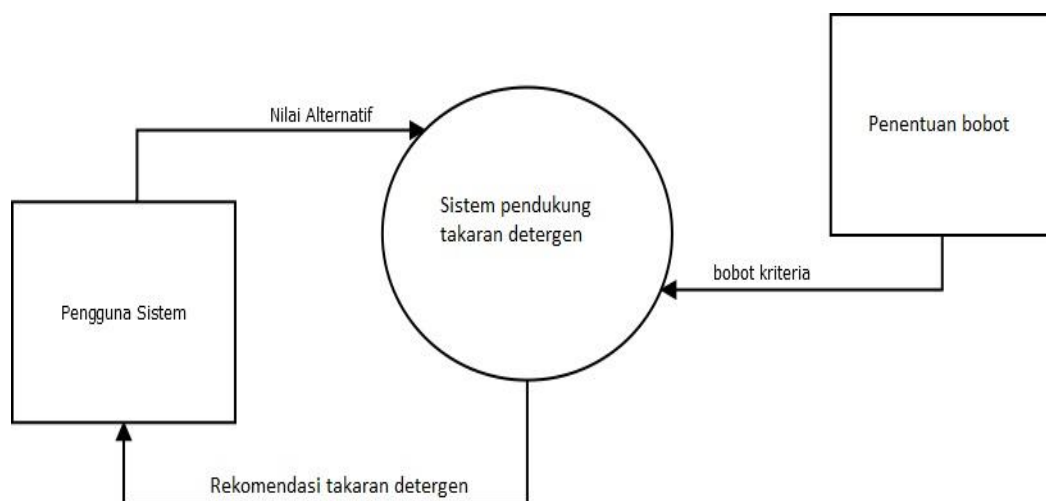 Nilai Alternatif
Penentuan bobot
Sistem pendukung
takaran detergen
bobot kriteria
Pengguna Sistem
Rekomendasi takaran detergen